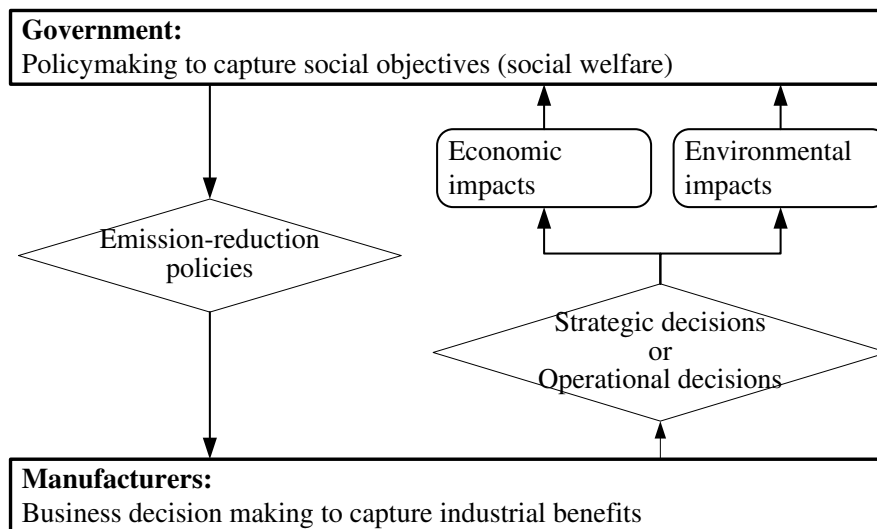 Government:
Policymaking to capture social objectives (social welfare)
Economic
impacts
Environmental
impacts
Emission-reduction
policies
Strategic decisions
or
Operational decisions
Manufacturers:
Business decision making to capture industrial benefits